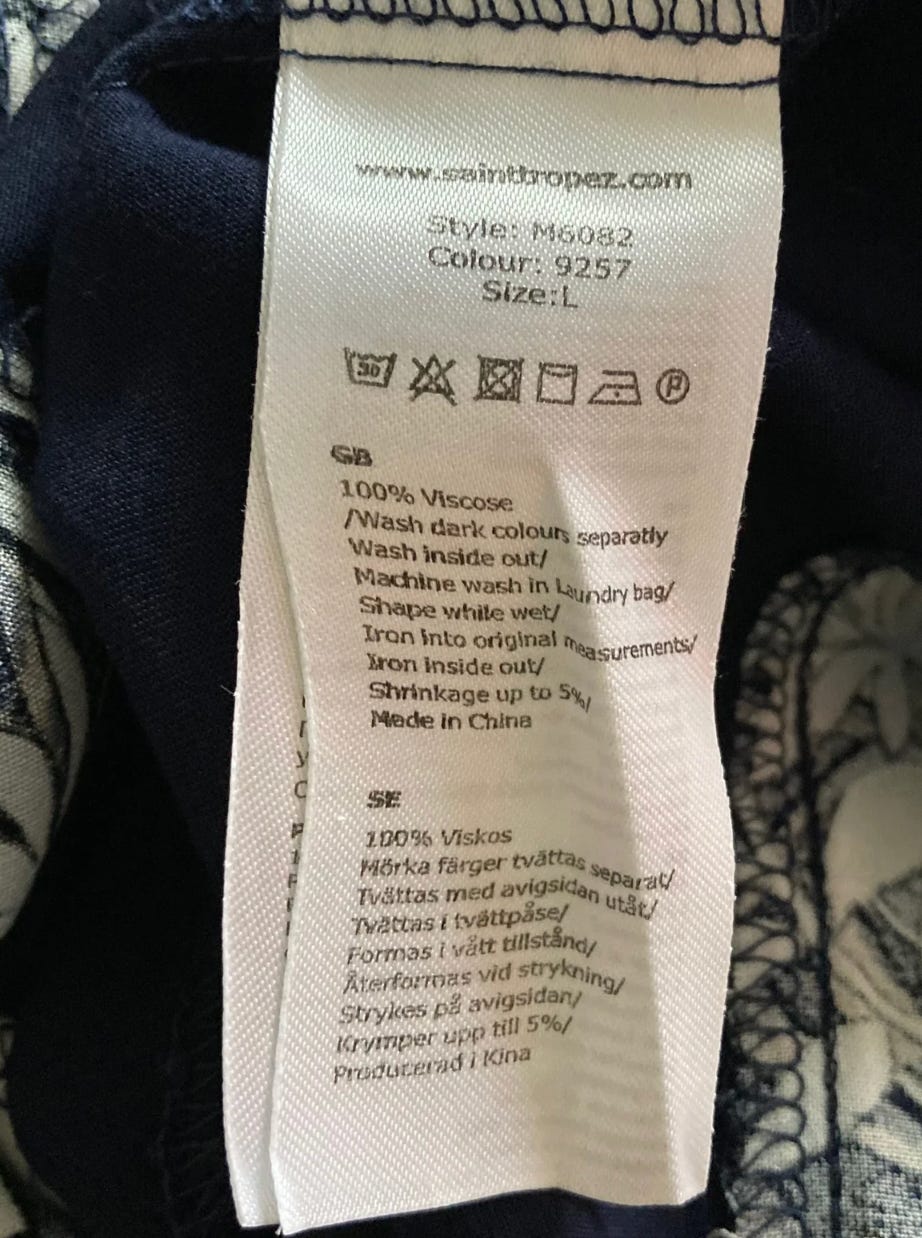 www.sainttropez.com
Style: M6082
Colour: 9257
Size:L
30
P
GB
100% Viscose
/Wash dark colours separatly
Wash inside out/
Machine wash in Laundry bag/
Shape while wet/
Iron into original measurements/
Iron inside out/
Shrinkage up to 5%/
Made in China
SE
100% Viskos
Mörka färger tvättas separat/
Tvättas med avigsidan utåt/
Tvättas i tvättpåse/
Formas i vått tillstånd/
Återformas vid strykning/
Strykes på avigsidan/
Krymper upp till 5%/
Producerad i Kina